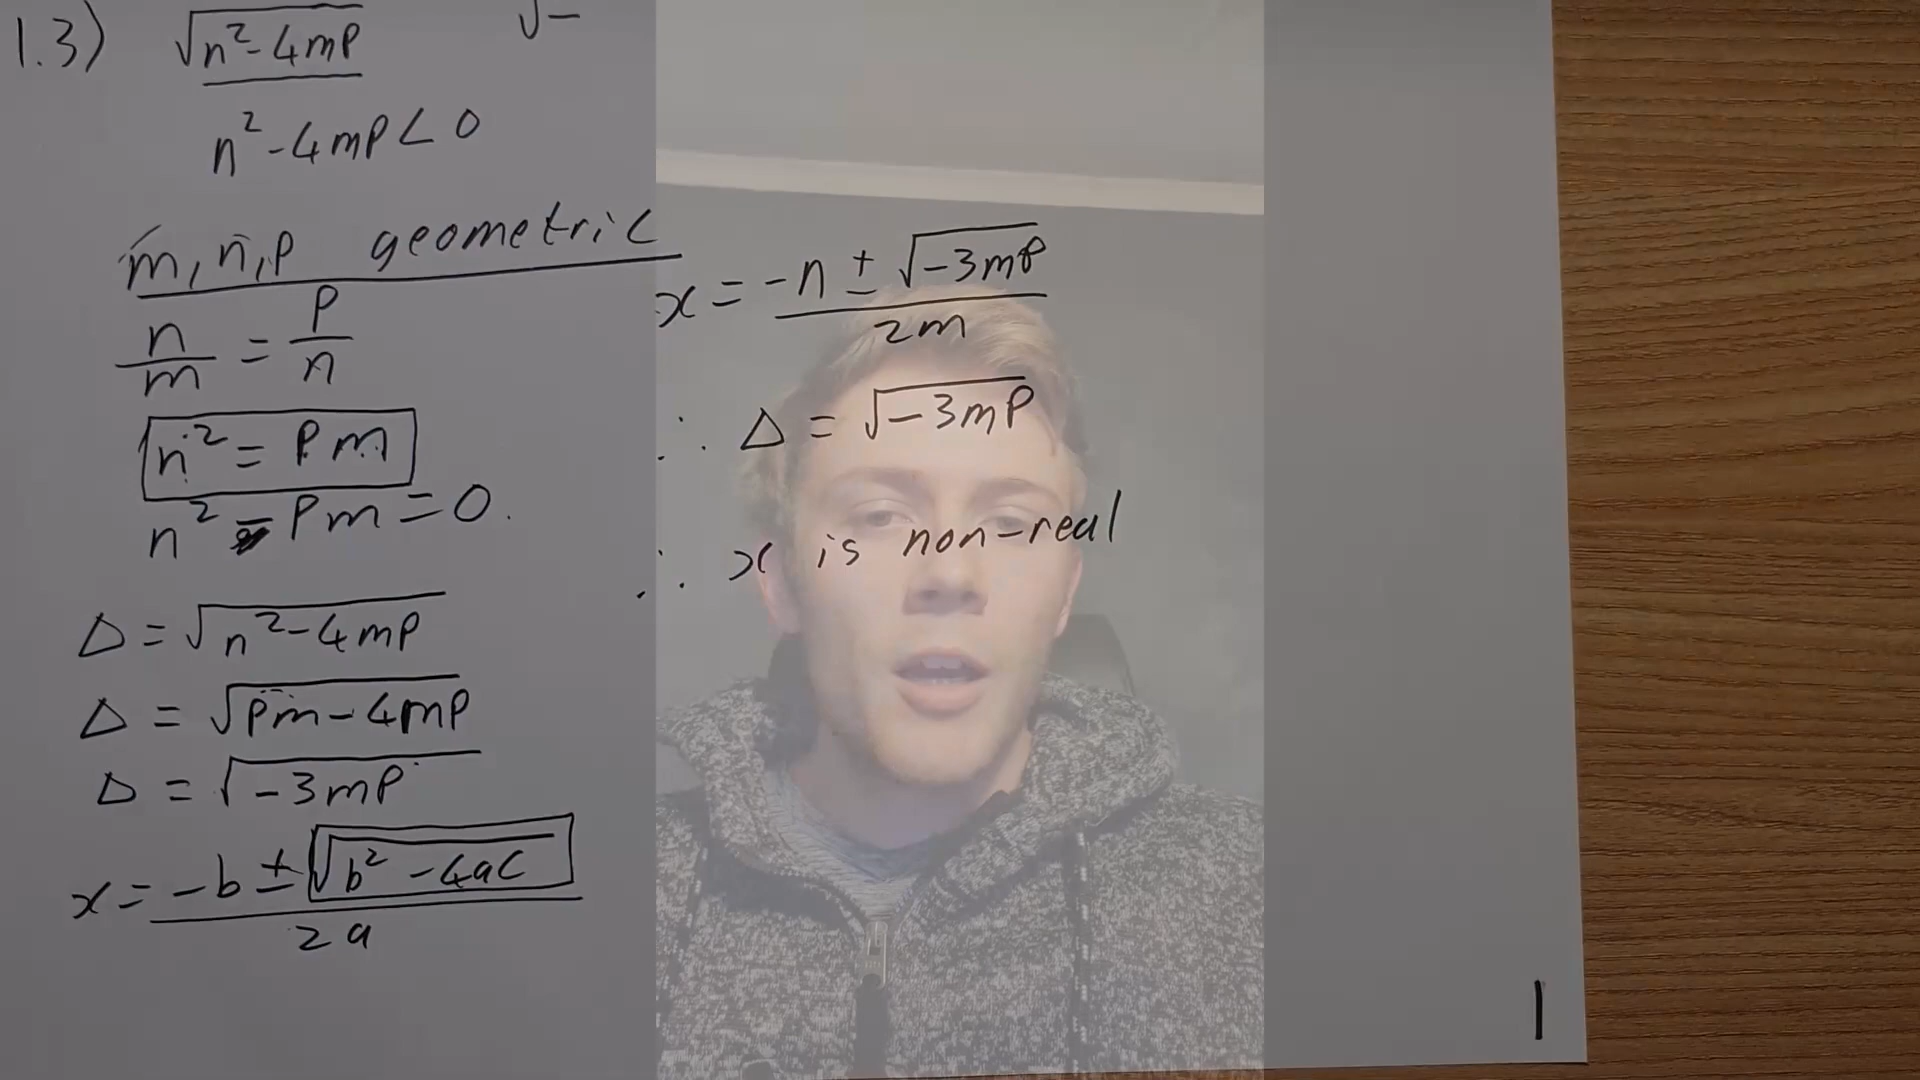 1.3) √n²-4mp √-
n²-4mp<0
m,n,p geometric
n/m = p/n
n² = Pm
n² - Pm = 0.
Δ = √n²-4mp
Δ = √pm-4mp
Δ = √-3mp
x = -b ± √b²-4ac / 2a
x = -n ± √-3mp / 2m
∴ Δ = √-3mp
∴ x is non-real
1